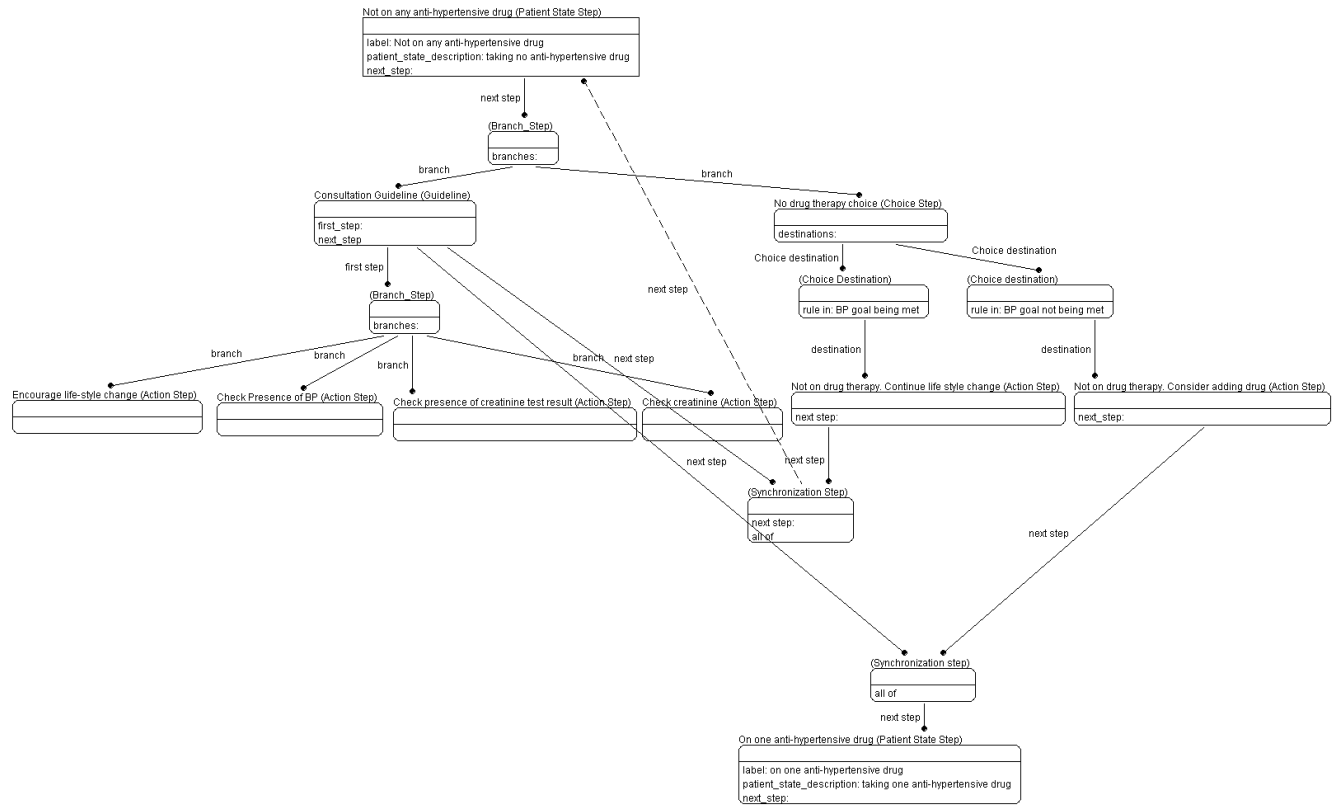 Not on any anti-hypertensive drug (Patient State Step)
label: Not on any anti-hypertensive drug
patient_state_description: taking no anti-hypertensive drug
next_step:
next step
(Branch_Step)
branches:
branch
branch
Consultation Guideline (Guideline)
first_step:
next_step
No drug therapy choice (Choice Step)
destinations:
first step
Choice destination
Choice destination
next step
(Branch_Step)
branches:
(Choice Destination)
rule in: BP goal being met
(Choice destination)
rule in: BP goal not being met
branch
branch
branch
branch
next step
destination
destination
Encourage life-style change (Action Step)
Check Presence of BP (Action Step)
Check presence of creatinine test result (Action Step)
Check creatinine (Action Step)
Not on drug therapy. Continue life style change (Action Step)
next step:
Not on drug therapy. Consider adding drug (Action Step)
next_step:
next step
next step
(Synchronization Step)
next step:
all of
next step
(Synchronization step)
all of
next step
On one anti-hypertensive drug (Patient State Step)
label: on one anti-hypertensive drug
patient_state_description: taking one anti-hypertensive drug
next_step: